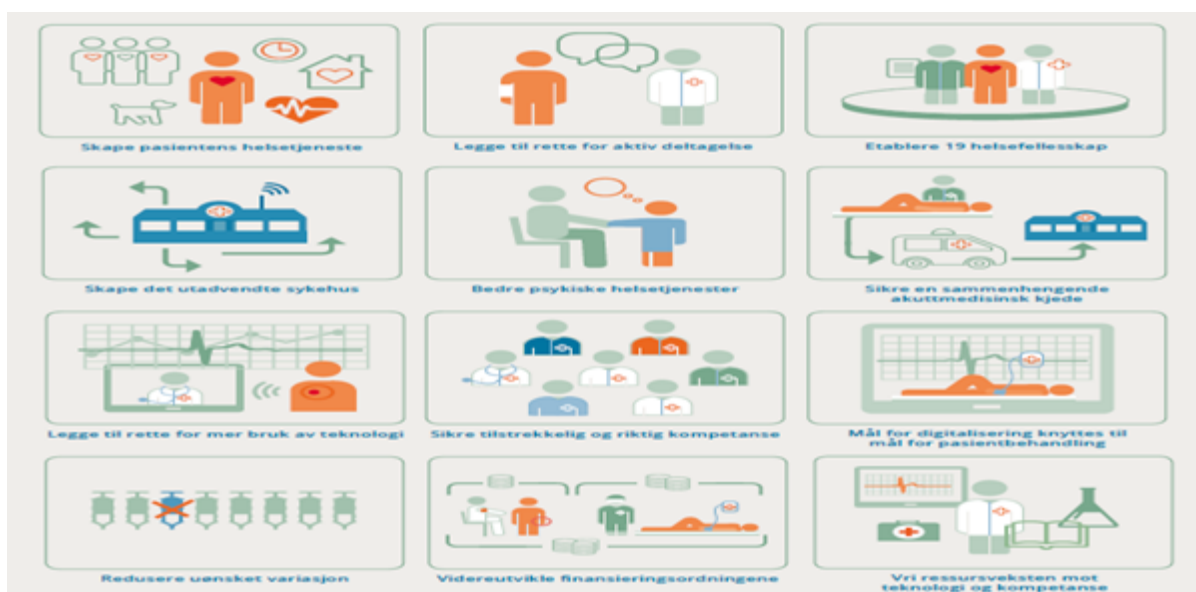 Skape pasientens helsetjeneste
Legge til rette for aktiv deltagelse
Etablere 19 helsefellesskap
Skape det utadvendte sykehus
Bedre psykiske helsetjenester
Sikre en sammenhengende
akuttmedisinsk kjede
Legge til rette for mer bruk av teknologi
Sikre tilstrekkelig og riktig kompetanse
Mål for digitalisering knyttes til
mål for pasientbehandling
Redusere uønsket variasjon
Videreutvikle finansieringsordningene
Vri ressursveksten mot
teknologi og kompetanse